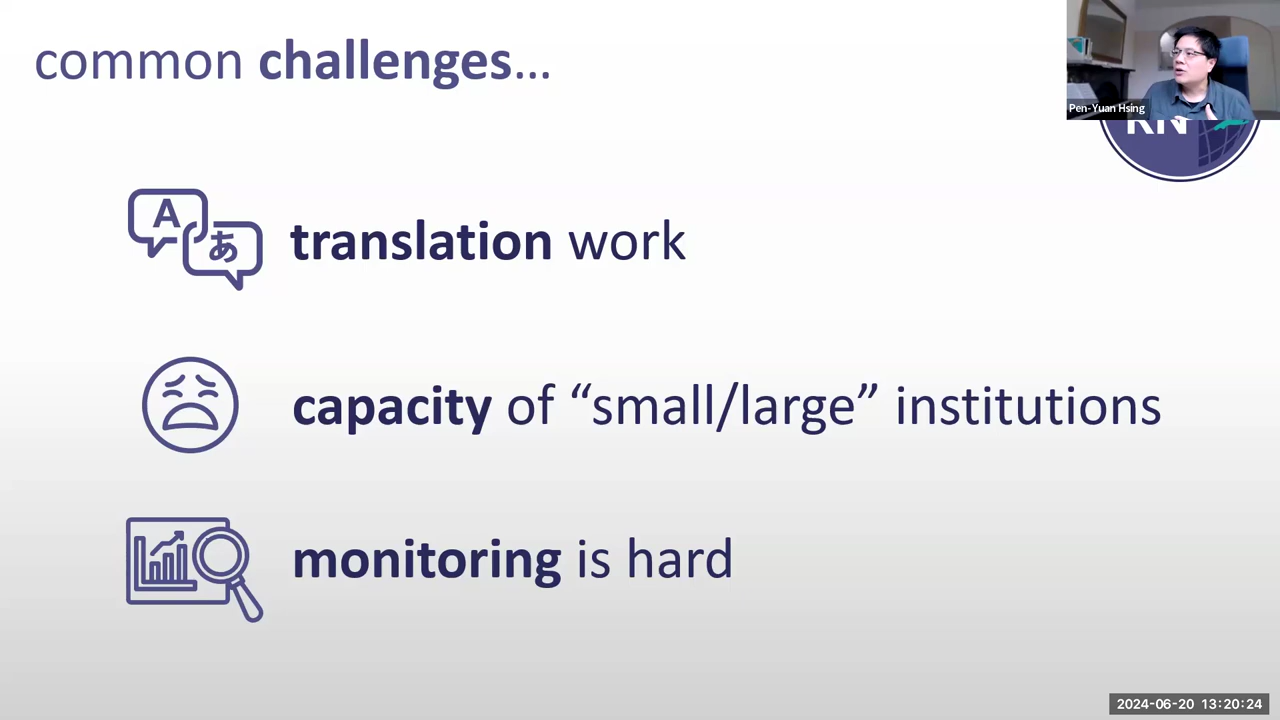 common challenges...
Pen-Yuan Hsing
RN
A
あ
translation work
capacity of “small/large” institutions
monitoring is hard
2024-06-20 13:20:24